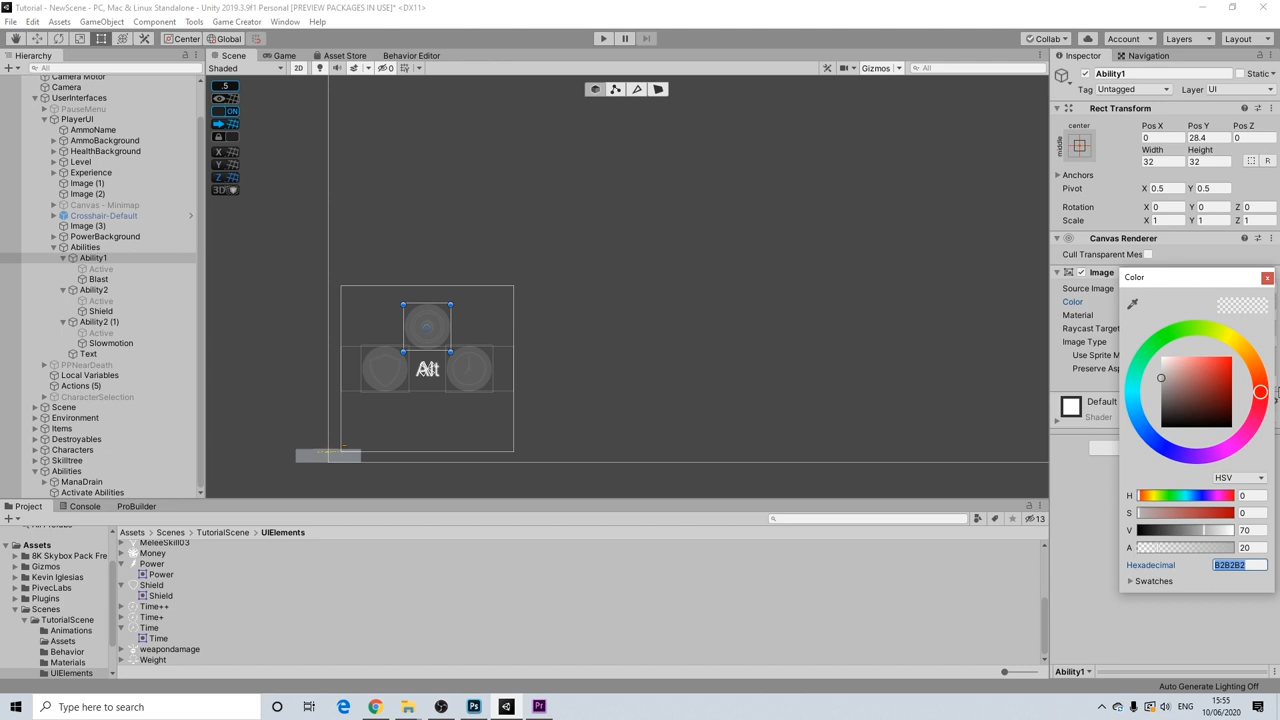 Tutorial - NewScene - PC, Mac & Linux Standalone - Unity 2019.3.9f1 Personal [PREVIEW PACKAGES IN USE]* <DX11>
File Edit Assets GameObject Component Tools Game Creator Window Help
Center Global Collab Account Layers Layout
Hierarchy Scene Game Asset Store Behavior Editor Inspector Navigation
All Shaded 2D 0 Gizmos All
Camera Motor
Camera
UserInterfaces
PauseMenu
PlayerUI
AmmoName
AmmoBackground
HealthBackground
Level
Experience
Image (1)
Image (2)
Canvas - Minimap
Crosshair-Default
Image (3)
PowerBackground
Abilities
Ability1
Active
Blast
Ability2
Active
Shield
Ability2 (1)
Active
Slowmotion
Text
PPNearDeath
Local Variables
Actions (5)
CharacterSelection
Scene
Environment
Items
Destroyables
Characters
Skilltree
Abilities
ManaDrain
Activate Abilities
.5
ON
X
Y
Z
3D
Alt
Ability1 Static
Tag Untagged Layer UI
Rect Transform
center
middle
Pos X Pos Y Pos Z
0 28.4 0
Width Height
32 32
R
Anchors
Pivot X 0.5 Y 0.5
Rotation X 0 Y 0 Z 0
Scale X 1 Y 1 Z 1
Canvas Renderer
Cull Transparent Mes
Image
Source Image
Color
Material
Raycast Target
Image Type
Use Sprite
Preserve Asp
Default
Shader
Color
HSV
H 0
S 0
V 70
A 20
Hexadecimal B2B2B2
Swatches
Project Console ProBuilder
13
Assets
8K Skybox Pack Fre
Gizmos
Kevin Iglesias
PivecLabs
Plugins
Scenes
TutorialScene
Animations
Assets
Behavior
Materials
UIElements
Assets > Scenes > TutorialScene > UIElements
MeleeSkill03
Money
Power
Power
Shield
Shield
Time++
Time+
Time
Time
weapondamage
Weight
Ability1
Auto Generate Lighting Off
Type here to search
ENG
15:55
10/06/2020